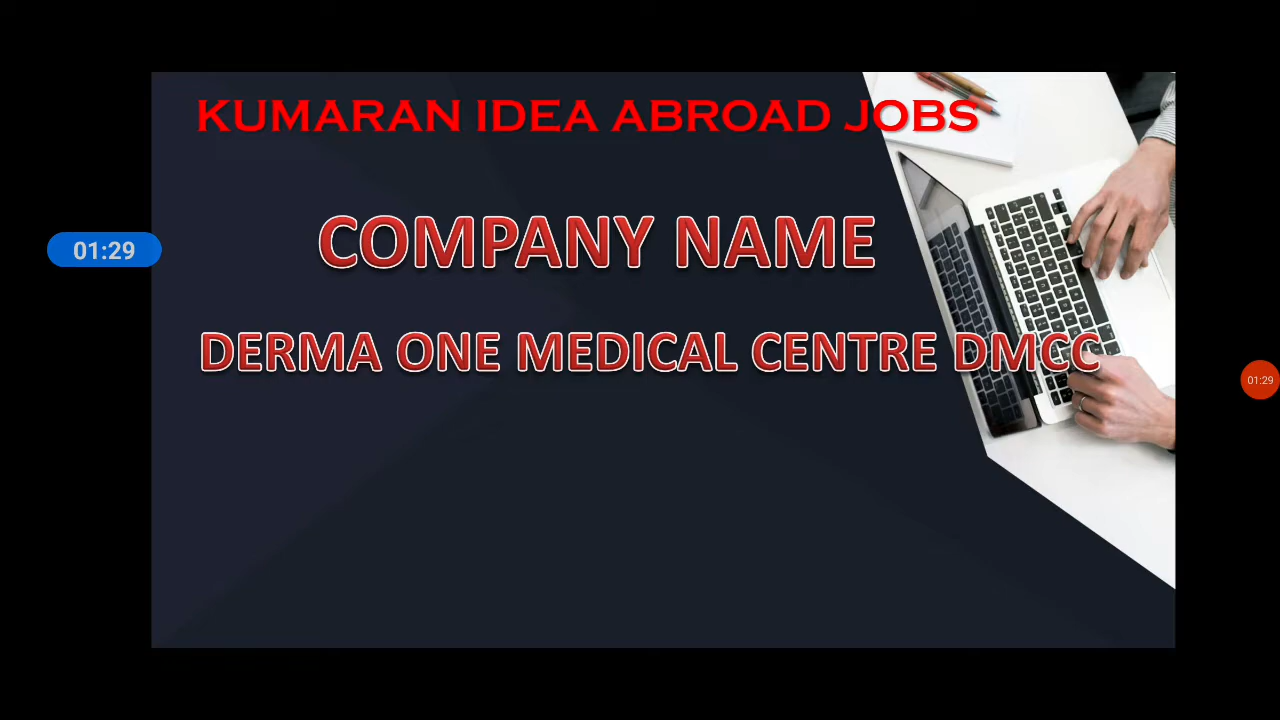 KUMARAN IDEA ABROAD JOBS
COMPANY NAME
01:29
DERMA ONE MEDICAL CENTRE DMCC
01:29